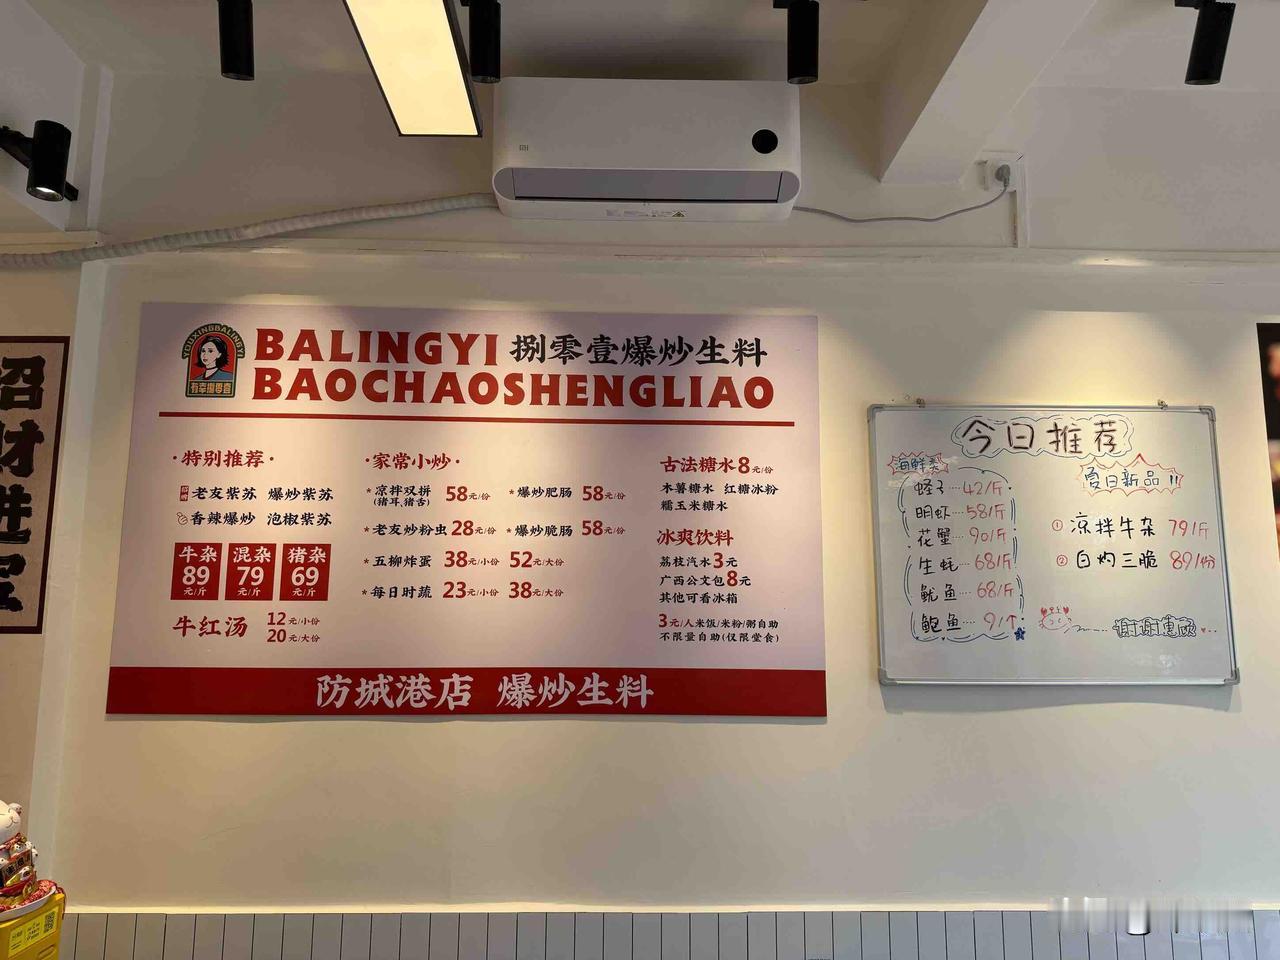 招财进宝
YOUXINGBALINGYI
有幸捌零壹
BALINGYI 捌零壹爆炒生料
BAOCHAOSHENGLIAO
·特别推荐·
老友紫苏 爆炒紫苏
香辣爆炒 泡椒紫苏
牛杂 89 元/斤
混杂 79 元/斤
猪杂 69 元/斤
牛红汤 12元/小份
20元/大份
·家常小炒·
*凉拌双拼 58元/份 *爆炒肥肠 58元/份
(猪耳、猪舌)
*老友炒粉虫 28元/份 *爆炒脆肠 58元/份
*五柳炸蛋 38元/小份 52元/大份
*每日时蔬 23元/小份 38元/大份
古法糖水8元/份
木薯糖水 红糖冰粉
糯玉米糖水
冰爽饮料
荔枝汽水3元
广西公文包8元
其他可看冰箱
3元/人米饭/米粉/粥自助
不限量自助(仅限堂食)
防城港店 爆炒生料
今日推荐
海鲜类
蛏子…42/斤
明虾…58/斤
花蟹…90/斤
生蚝…68/斤
鱿鱼…68/斤
鲍鱼…9/个
夏日新品!!
①凉拌牛杂 79/斤
②白灼三脆 89/份
谢谢惠顾